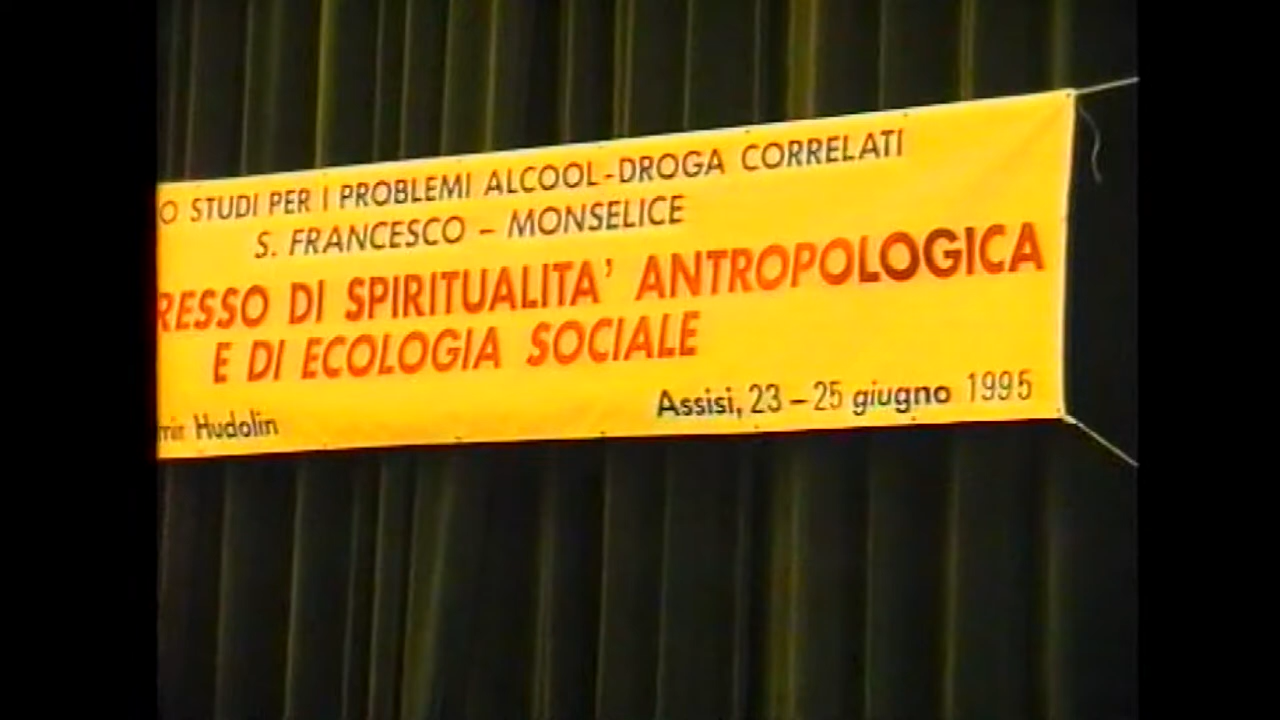 O STUDI PER I PROBLEMI ALCOOL-DROGA CORRELATI
S. FRANCESCO – MONSELICE
RESSO DI SPIRITUALITA' ANTROPOLOGICA
E DI ECOLOGIA SOCIALE
mir Hudolin
Assisi, 23 – 25 giugno 1995